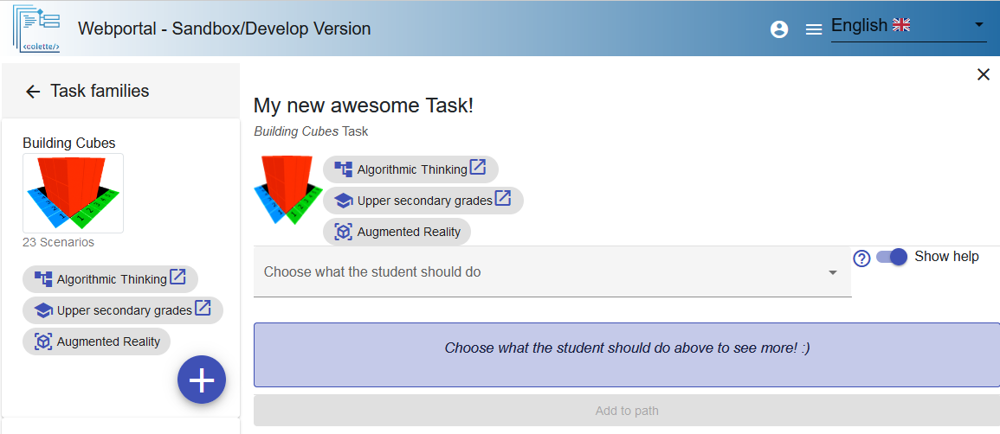 <colette/>
Webportal - Sandbox/Develop Version
English
Task families
Building Cubes
23 Scenarios
Algorithmic Thinking
Upper secondary grades
Augmented Reality
My new awesome Task!
Building Cubes Task
Algorithmic Thinking
Upper secondary grades
Augmented Reality
Choose what the student should do
Show help
Choose what the student should do above to see more! :)
Add to path